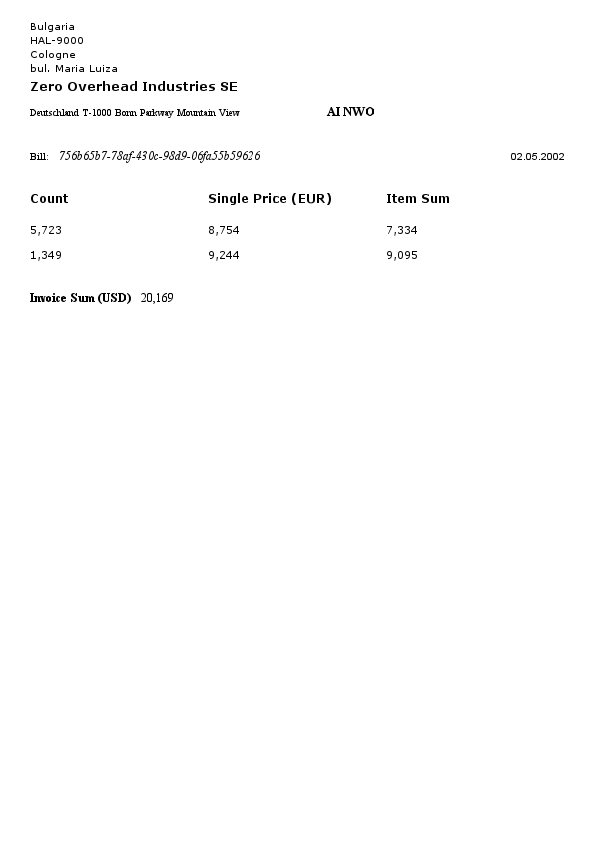 Bulgaria
HAL-9000
Cologne
bul. Maria Luiza
Zero Overhead Industries SE
Deutschland T-1000 Bonn Parkway Mountain View AI NWO
Bill: 756b65b7-78af-430c-98d9-06fa55b59626 02.05.2002
Count Single Price (EUR) Item Sum
5,723 8,754 7,334
1,349 9,244 9,095
Invoice Sum (USD) 20,169